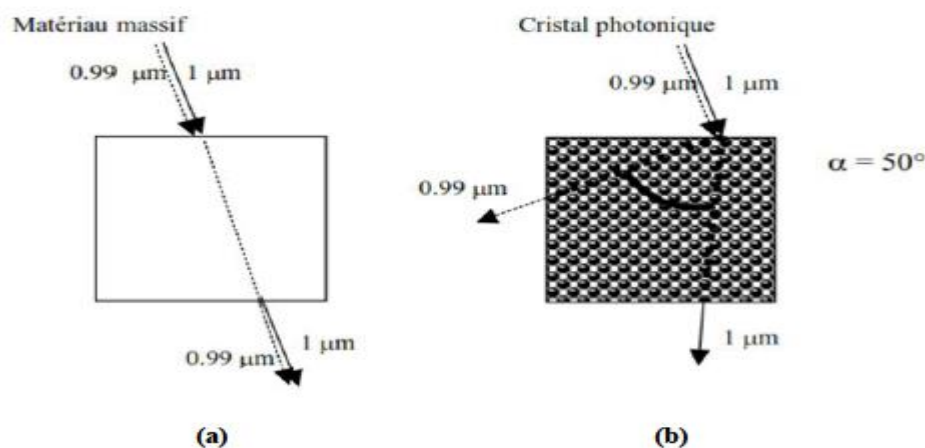 Matériau massif
0.99 μm
1 μm
0.99 μm
1 μm
(a)
Cristal photonique
0.99 μm
1 μm
α = 50°
0.99 μm
1 μm
(b)